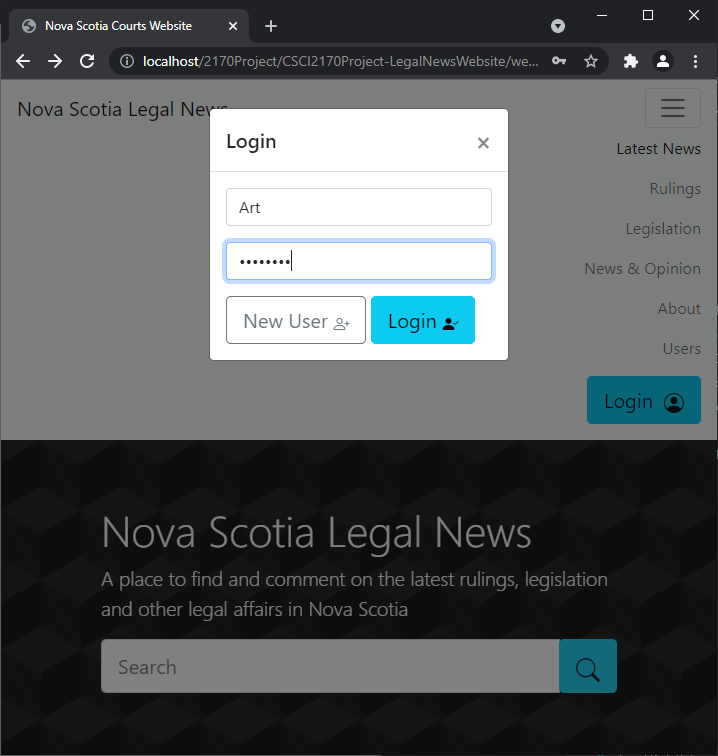 Nova Scotia Courts Website
localhost/2170Project/CSCI2170Project-LegalNewsWebsite/we...
Nova Scotia Legal News
Login
×
Art
••••••••
New User
Login
Latest News
Rulings
Legislation
News & Opinion
About
Users
Login
Nova Scotia Legal News
A place to find and comment on the latest rulings, legislation
and other legal affairs in Nova Scotia
Search